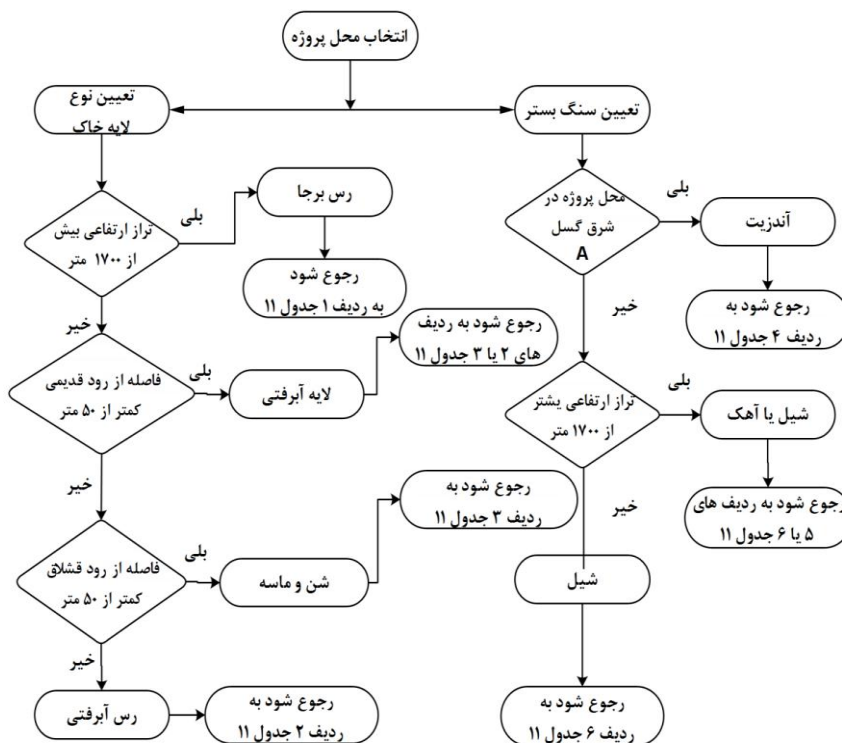 انتخاب محل پروژه
تعیین نوع
لایه خاک
تعیین سنگ بستر
تراز ارتفاعی بیش
از ۱۷۰۰ متر
بلی
رس برجا
رجوع شود
به ردیف ۱ جدول ۱۱
خیر
فاصله از رود قدیمی
کمتر از ۵۰ متر
بلی
لایه آبرفتی
رجوع شود به ردیف
های ۲ یا ۳ جدول ۱۱
خیر
فاصله از رود قشلاق
کمتر از ۵۰ متر
بلی
شن و ماسه
رجوع شود به
ردیف ۳ جدول ۱۱
خیر
رس آبرفتی
رجوع شود به
ردیف ۲ جدول ۱۱
محل پروژه در
شرق گسل
A
بلی
آندزیت
رجوع شود به
ردیف ۴ جدول ۱۱
خیر
تراز ارتفاعی یشتر
از ۱۷۰۰ متر
بلی
شیل یا آهک
رجوع شود به ردیف های
۵ یا ۶ جدول ۱۱
خیر
شیل
رجوع شود به
ردیف ۶ جدول ۱۱